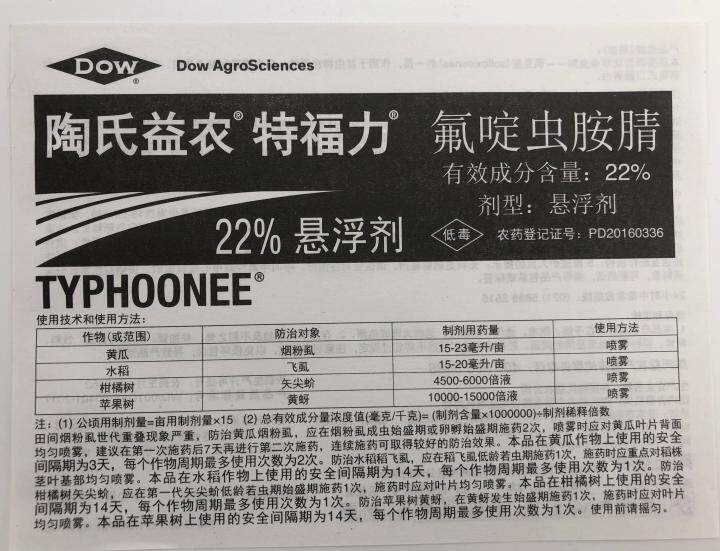 DOW
®
Dow AgroSciences
陶氏益农® 特福力® 氟啶虫胺腈
有效成分含量：22%
剂型：悬浮剂
22% 悬浮剂 低毒 农药登记证号：PD20160336
TYPHOONEE®
使用技术和使用方法：
作物(或范围) 防治对象 制剂用药量 使用方法
黄瓜 烟粉虱 15-23毫升/亩 喷雾
水稻 飞虱 15-20毫升/亩 喷雾
柑橘树 矢尖蚧 4500-6000倍液 喷雾
苹果树 黄蚜 10000-15000倍液 喷雾
注：(1) 公顷用制剂量=亩用制剂量×15 (2) 总有效成分量浓度值(毫克/千克)= (制剂含量×1000000)÷制剂稀释倍数
田间烟粉虱世代重叠现象严重，防治黄瓜烟粉虱，应在烟粉虱成虫始盛期或卵孵始盛期施药2次，喷雾时应对黄瓜叶片背面
均匀喷雾，建议在第一次施药后7天再进行第二次施药，连续施药可取得较好的防治效果。本品在黄瓜作物上使用的安全
间隔期为3天，每个作物周期最多使用次数为2次。防治水稻稻飞虱，应在稻飞虱低龄若虫期施药1次，施药时应重点对稻株
茎叶基部均匀喷雾。本品在水稻作物上使用的安全间隔期为14天，每个作物周期最多使用次数为1次。防治
柑橘树矢尖蚧，应在第一代矢尖蚧低龄若虫期始盛期施药1次，施药时应对叶片均匀喷雾。本品在柑橘树上使用的安全
间隔期为14天，每个作物周期最多使用次数为1次。防治苹果树黄蚜，在黄蚜发生始盛期施药1次，施药时应对叶片
均匀喷雾。本品在苹果树上使用的安全间隔期为14天，每个作物周期最多使用次数为1次。使用前请摇匀。